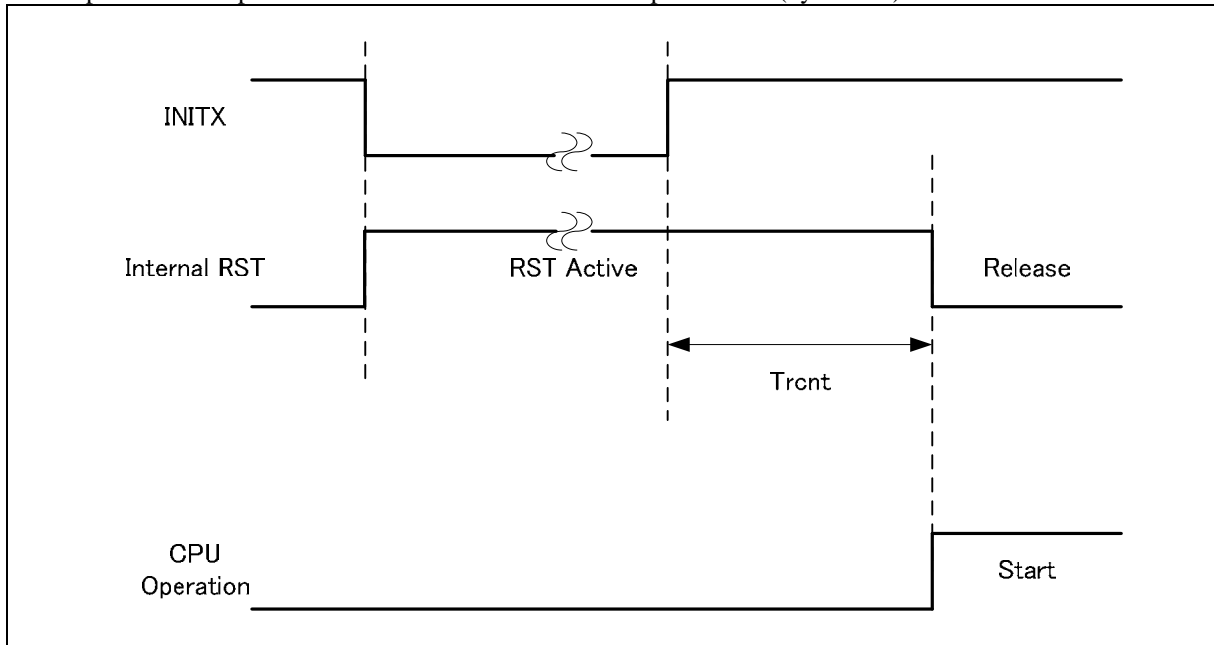 INITX
Internal RST
RST Active
Release
Trcnt
CPU
Operation
Start